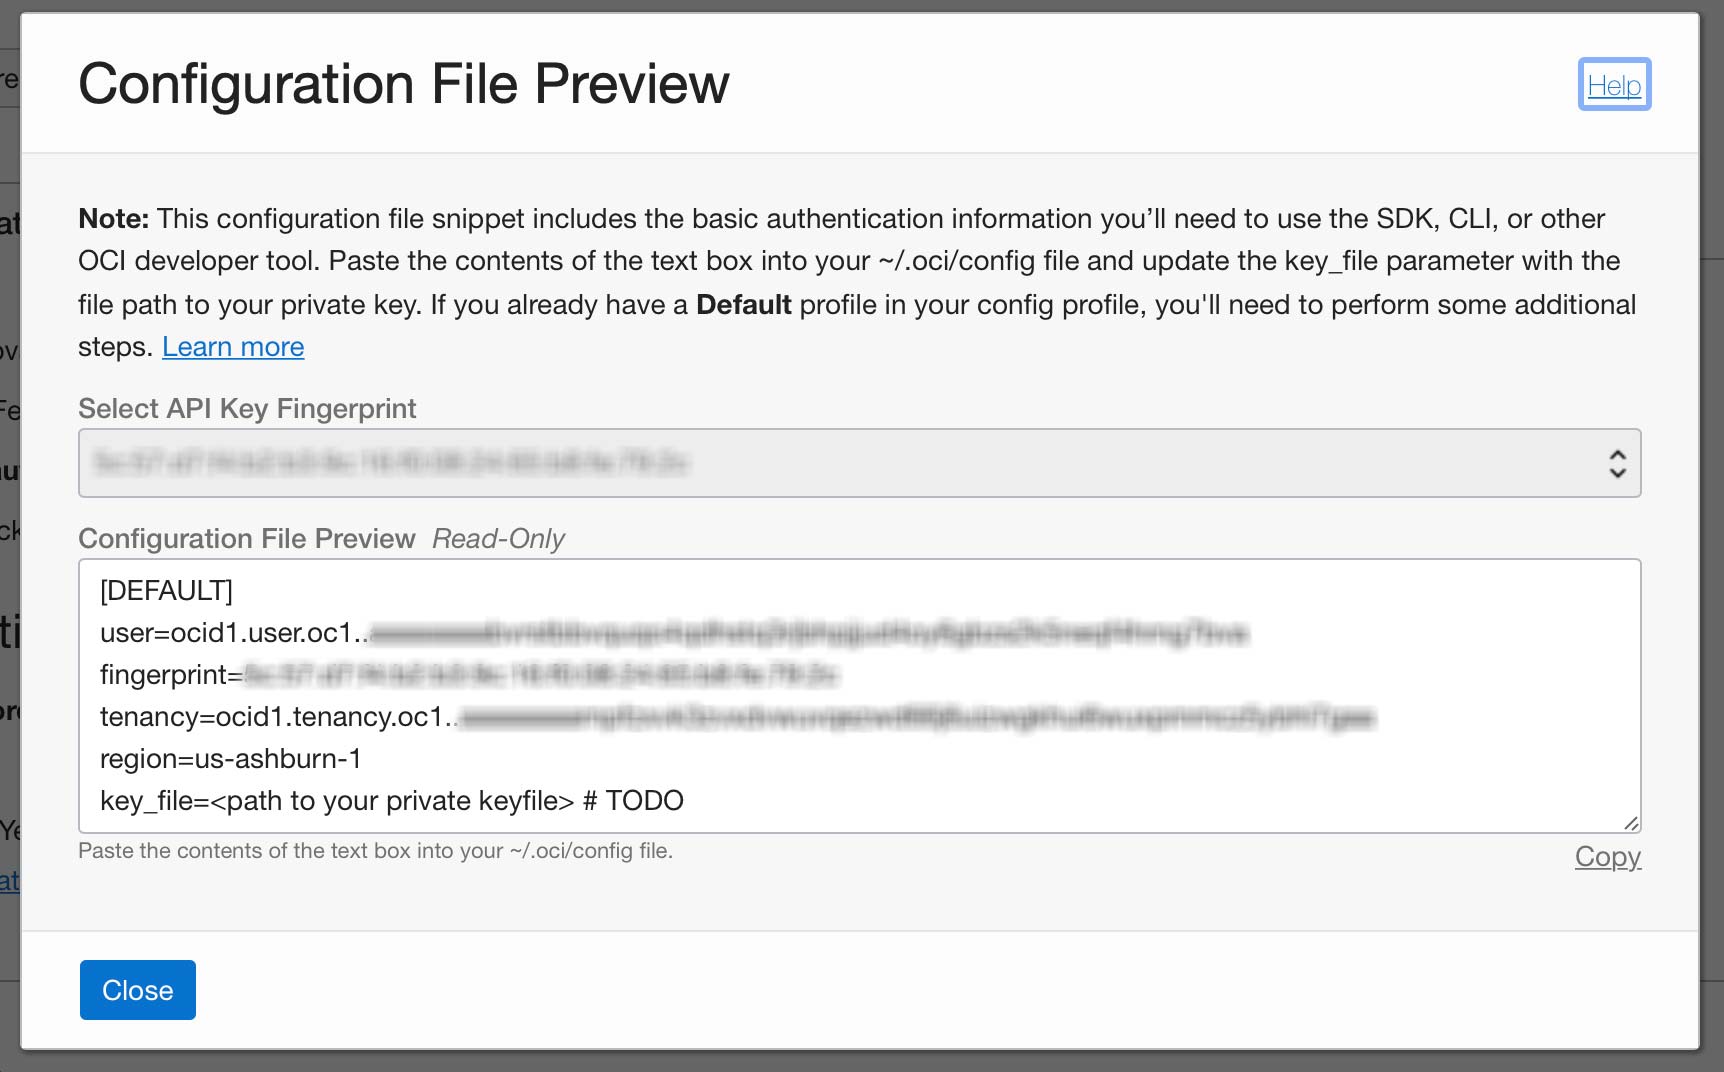 Configuration File Preview
Help
Note: This configuration file snippet includes the basic authentication information you’ll need to use the SDK, CLI, or other
OCI developer tool. Paste the contents of the text box into your ~/.oci/config file and update the key_file parameter with the
file path to your private key. If you already have a Default profile in your config profile, you'll need to perform some additional
steps. Learn more
Select API Key Fingerprint
Configuration File Preview Read-Only
[DEFAULT]
user=ocid1.user.oc1..
fingerprint=
tenancy=ocid1.tenancy.oc1..
region=us-ashburn-1
key_file=<path to your private keyfile> # TODO
Paste the contents of the text box into your ~/.oci/config file.
Copy
Close